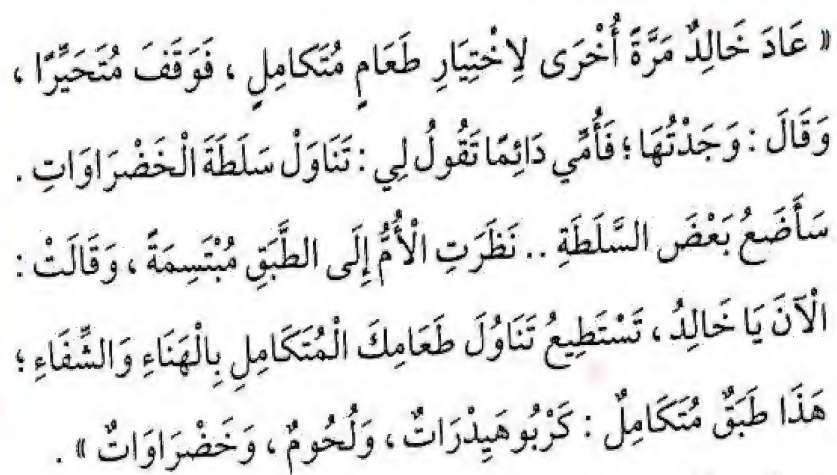 « عَادَ خَالِدٌ مَرَّةً أُخْرَى لِاخْتِيَارِ طَعَامٍ مُتَكَامِلٍ ، فَوَقَفَ مُتَحَيِّرًا ،
وَقَالَ : وَجَدْتُهَا ؛ فَأُمِّي دَائِمًا تَقُولُ لِي : تَنَاوَلْ سَلَطَةَ الْخَضْرَاوَاتِ .
سَأَضَعُ بَعْضَ السَّلَطَةِ .. نَظَرَتِ الْأُمُّ إِلَى الطَّبَقِ مُبْتَسِمَةً ، وَقَالَتْ :
الْآنَ يَا خَالِدُ ، تَسْتَطِيعُ تَنَاوُلَ طَعَامِكَ الْمُتَكَامِلِ بِالْهَنَاءِ وَالشِّفَاءِ ؛
هَذَا طَبَقٌ مُتَكَامِلٌ : كَرْبُوهَيِدْرَاتٌ ، وَلُحُومٌ ، وَخَضْرَاوَاتٌ » .